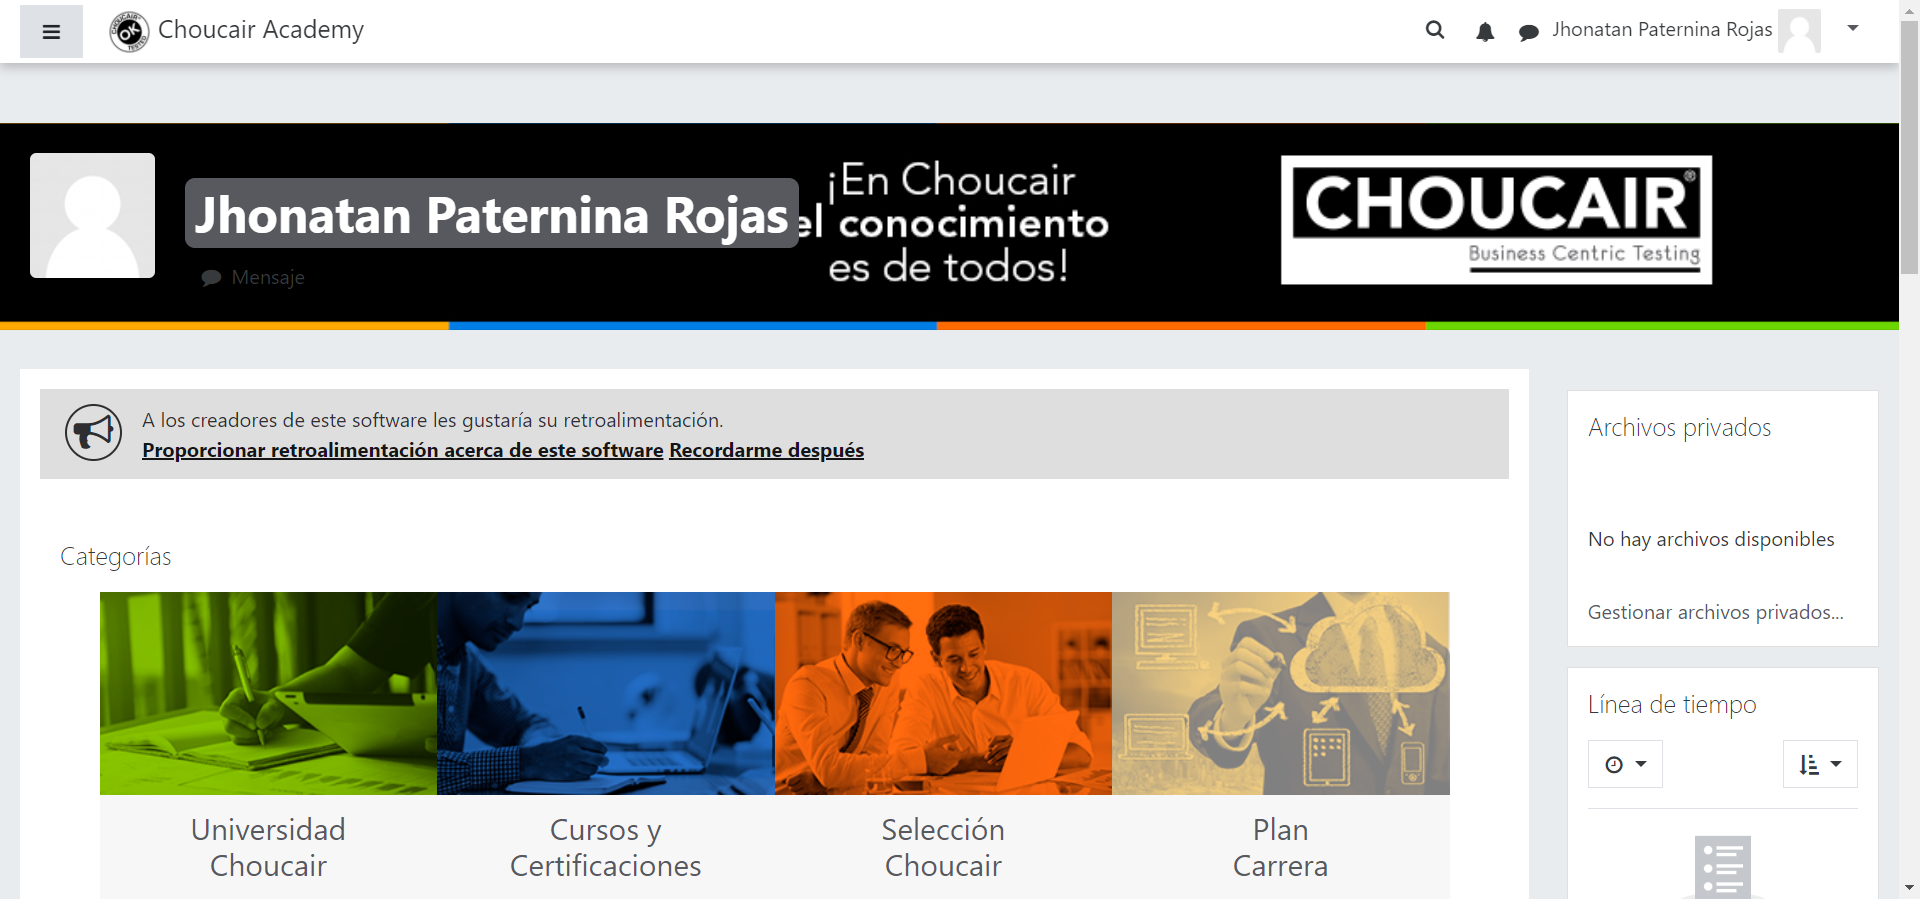 Choucair Academy
Jhonatan Paternina Rojas
Jhonatan Paternina Rojas
Mensaje
¡En Choucair
el conocimiento
es de todos!
CHOUCAIR®
Business Centric Testing
A los creadores de este software les gustaría su retroalimentación.
Proporcionar retroalimentación acerca de este software Recordarme después
Categorías
Universidad
Choucair
Cursos y
Certificaciones
Selección
Choucair
Plan
Carrera
Archivos privados
No hay archivos disponibles
Gestionar archivos privados...
Línea de tiempo